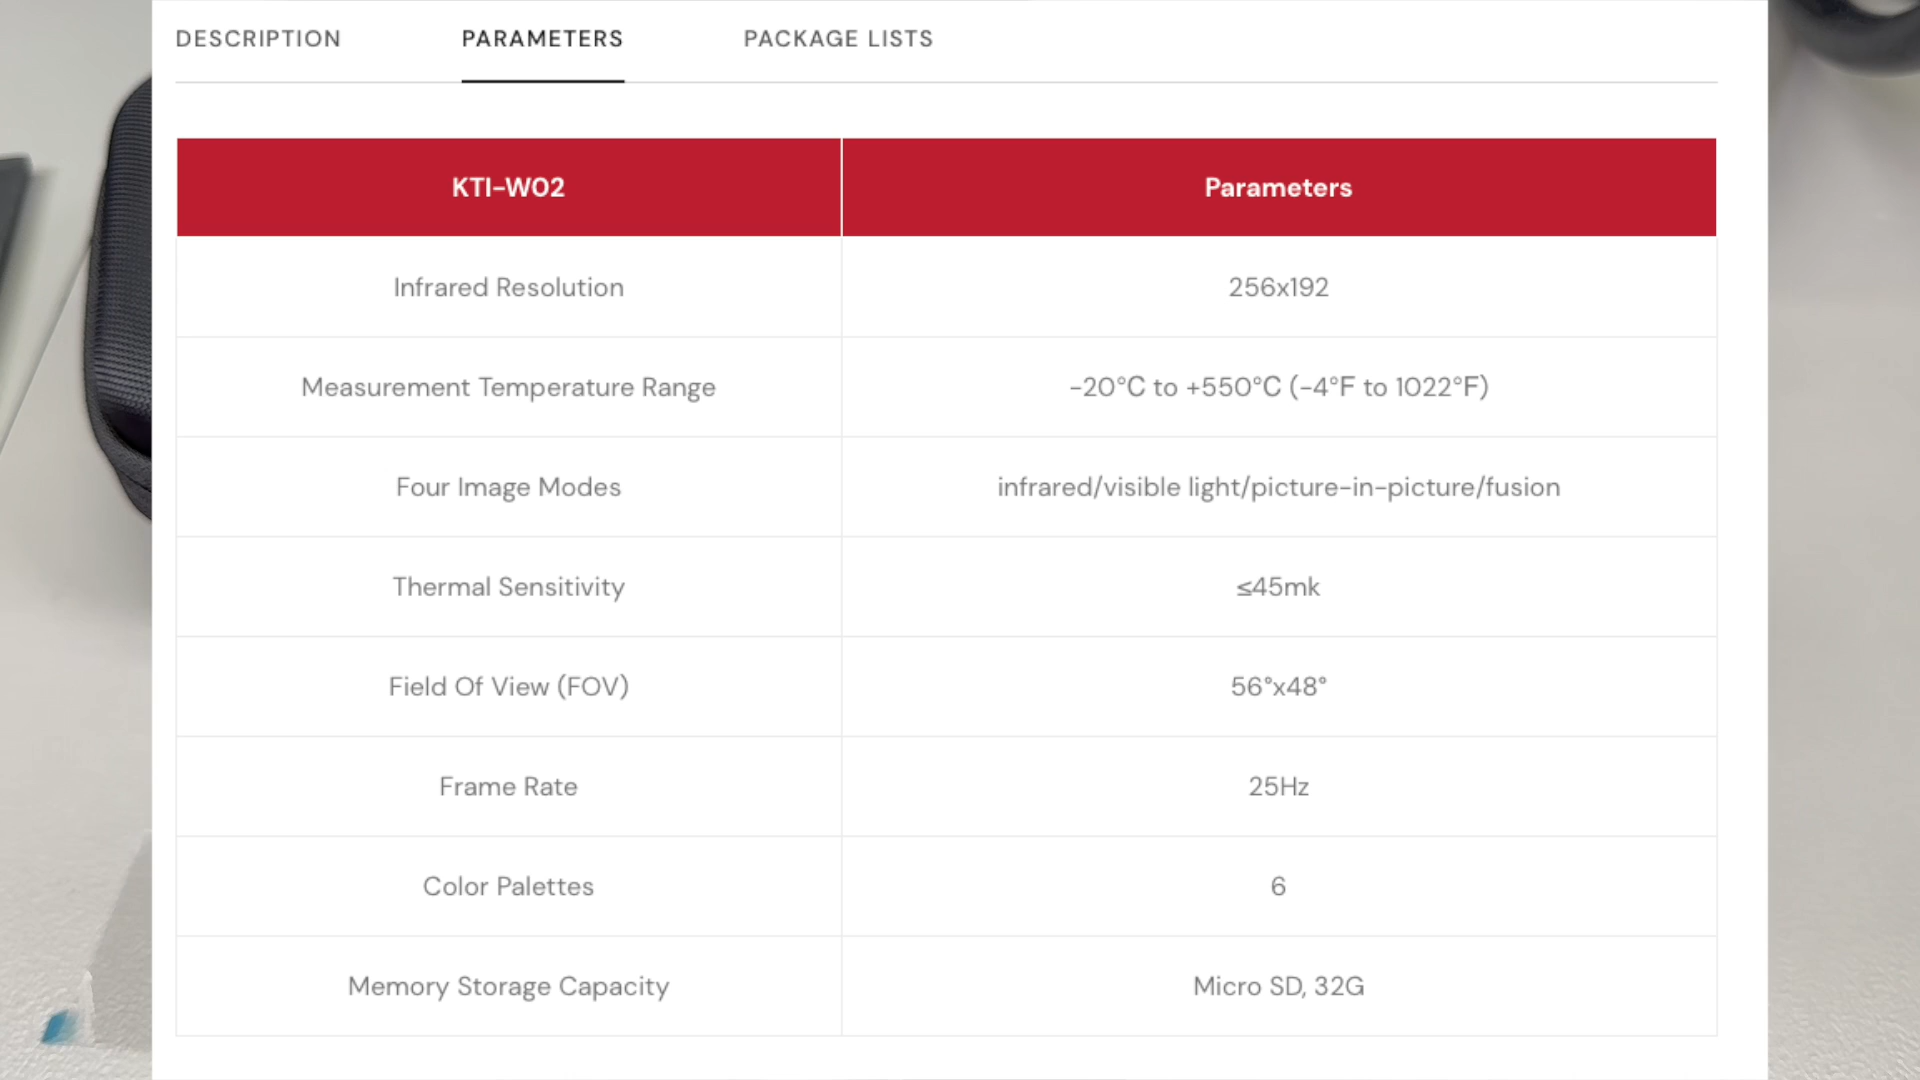 DESCRIPTION PARAMETERS PACKAGE LISTS
KTI-W02 Parameters
Infrared Resolution 256x192
Measurement Temperature Range -20°C to +550°C (-4°F to 1022°F)
Four Image Modes infrared/visible light/picture-in-picture/fusion
Thermal Sensitivity ≤45mk
Field Of View (FOV) 56°x48°
Frame Rate 25Hz
Color Palettes 6
Memory Storage Capacity Micro SD, 32G